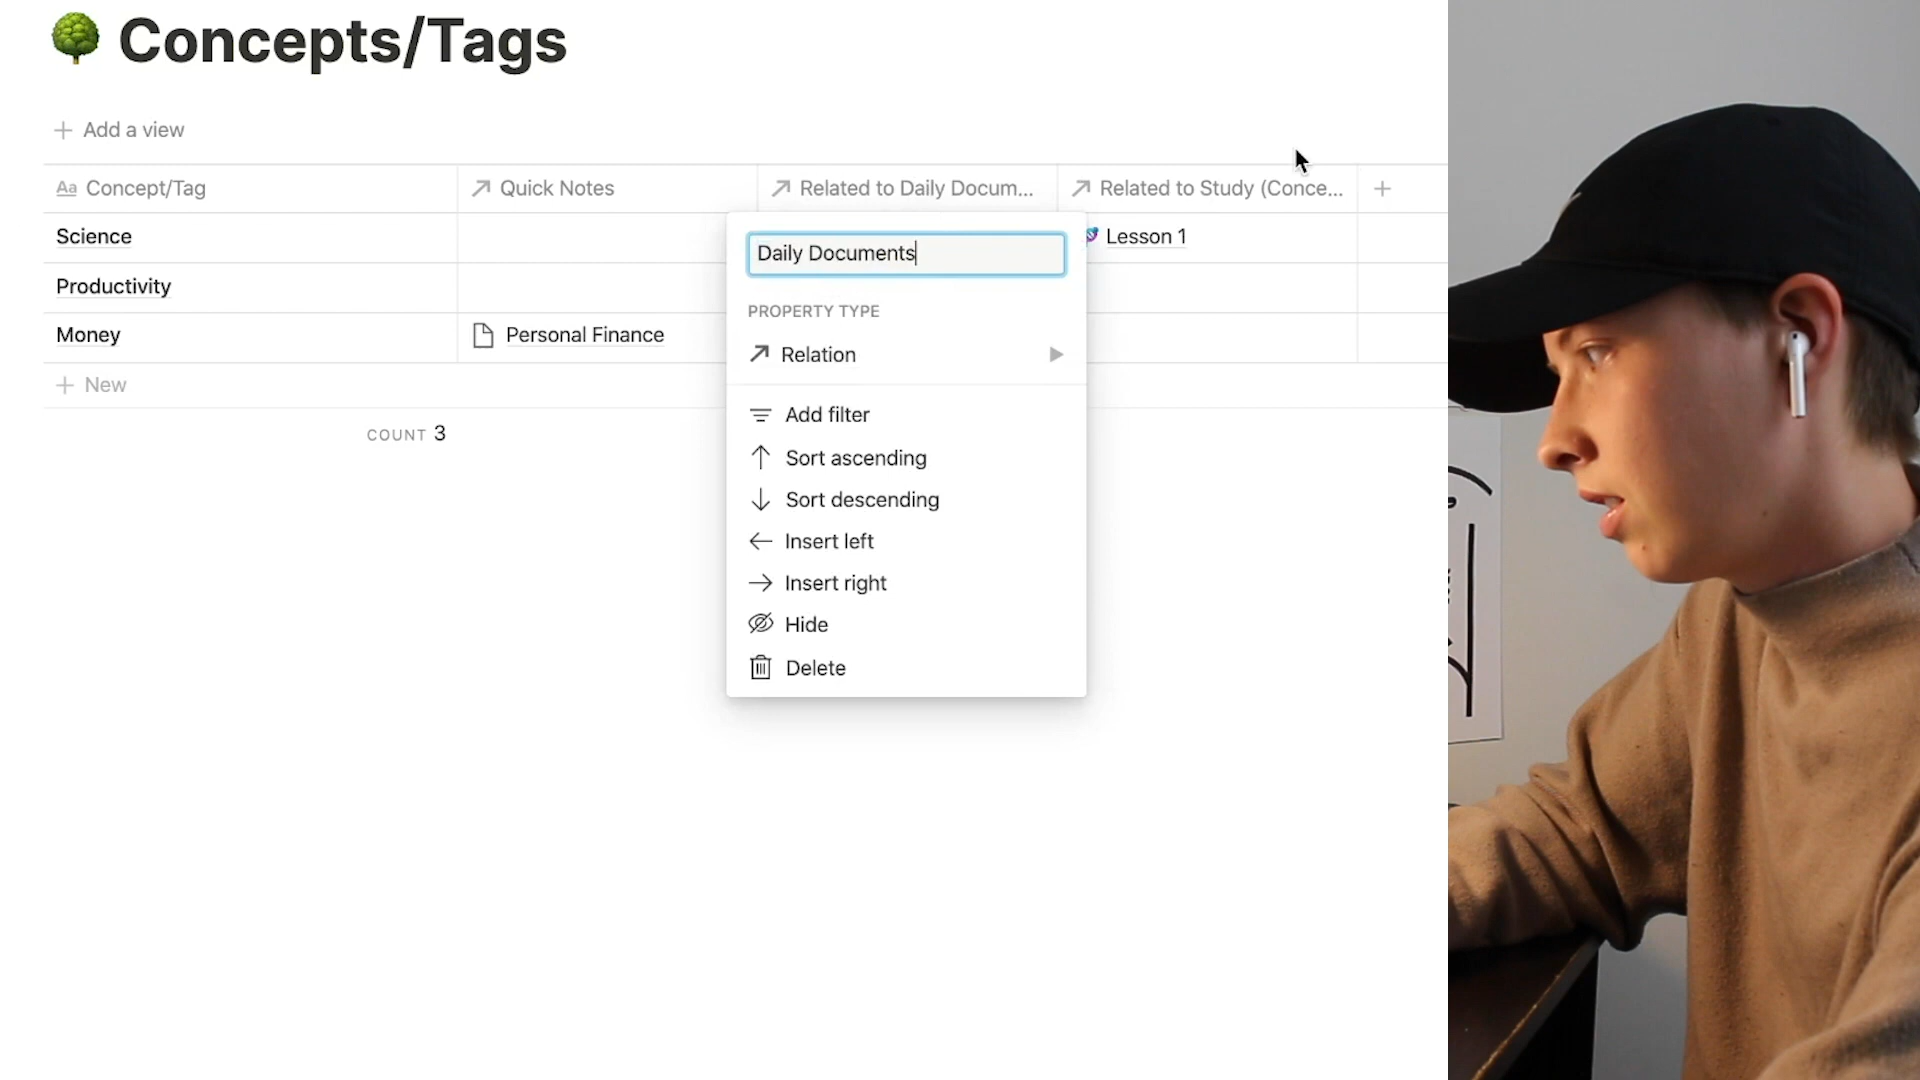 Concepts/Tags
Add a view
Aa Concept/Tag
Quick Notes
Related to Daily Docum...
Related to Study (Conce...
Science
Lesson 1
Productivity
Money
Personal Finance
New
COUNT 3
Daily Documents
PROPERTY TYPE
Relation
Add filter
Sort ascending
Sort descending
Insert left
Insert right
Hide
Delete